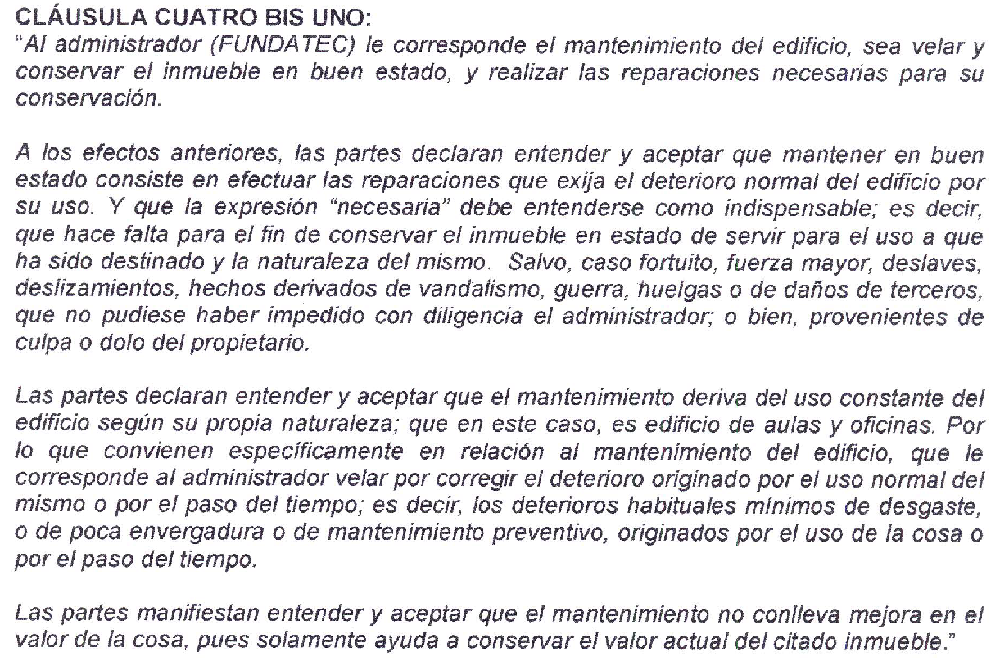 CLÁUSULA CUATRO BIS UNO:
“Al administrador (FUNDATEC) le corresponde el mantenimiento del edificio, sea velar y
conservar el inmueble en buen estado, y realizar las reparaciones necesarias para su
conservación.
A los efectos anteriores, las partes declaran entender y aceptar que mantener en buen
estado consiste en efectuar las reparaciones que exija el deterioro normal del edificio por
su uso. Y que la expresión “necesaria” debe entenderse como indispensable; es decir,
que hace falta para el fin de conservar el inmueble en estado de servir para el uso a que
ha sido destinado y la naturaleza del mismo. Salvo, caso fortuito, fuerza mayor, deslaves,
deslizamientos, hechos derivados de vandalismo, guerra, huelgas o de daños de terceros,
que no pudiese haber impedido con diligencia el administrador; o bien, provenientes de
culpa o dolo del propietario.
Las partes declaran entender y aceptar que el mantenimiento deriva del uso constante del
edificio según su propia naturaleza; que en este caso, es edificio de aulas y oficinas. Por
lo que convienen específicamente en relación al mantenimiento del edificio, que le
corresponde al administrador velar por corregir el deterioro originado por el uso normal del
mismo o por el paso del tiempo; es decir, los deterioros habituales mínimos de desgaste,
o de poca envergadura o de mantenimiento preventivo, originados por el uso de la cosa o
por el paso del tiempo.
Las partes manifiestan entender y aceptar que el mantenimiento no conlleva mejora en el
valor de la cosa, pues solamente ayuda a conservar el valor actual del citado inmueble.”